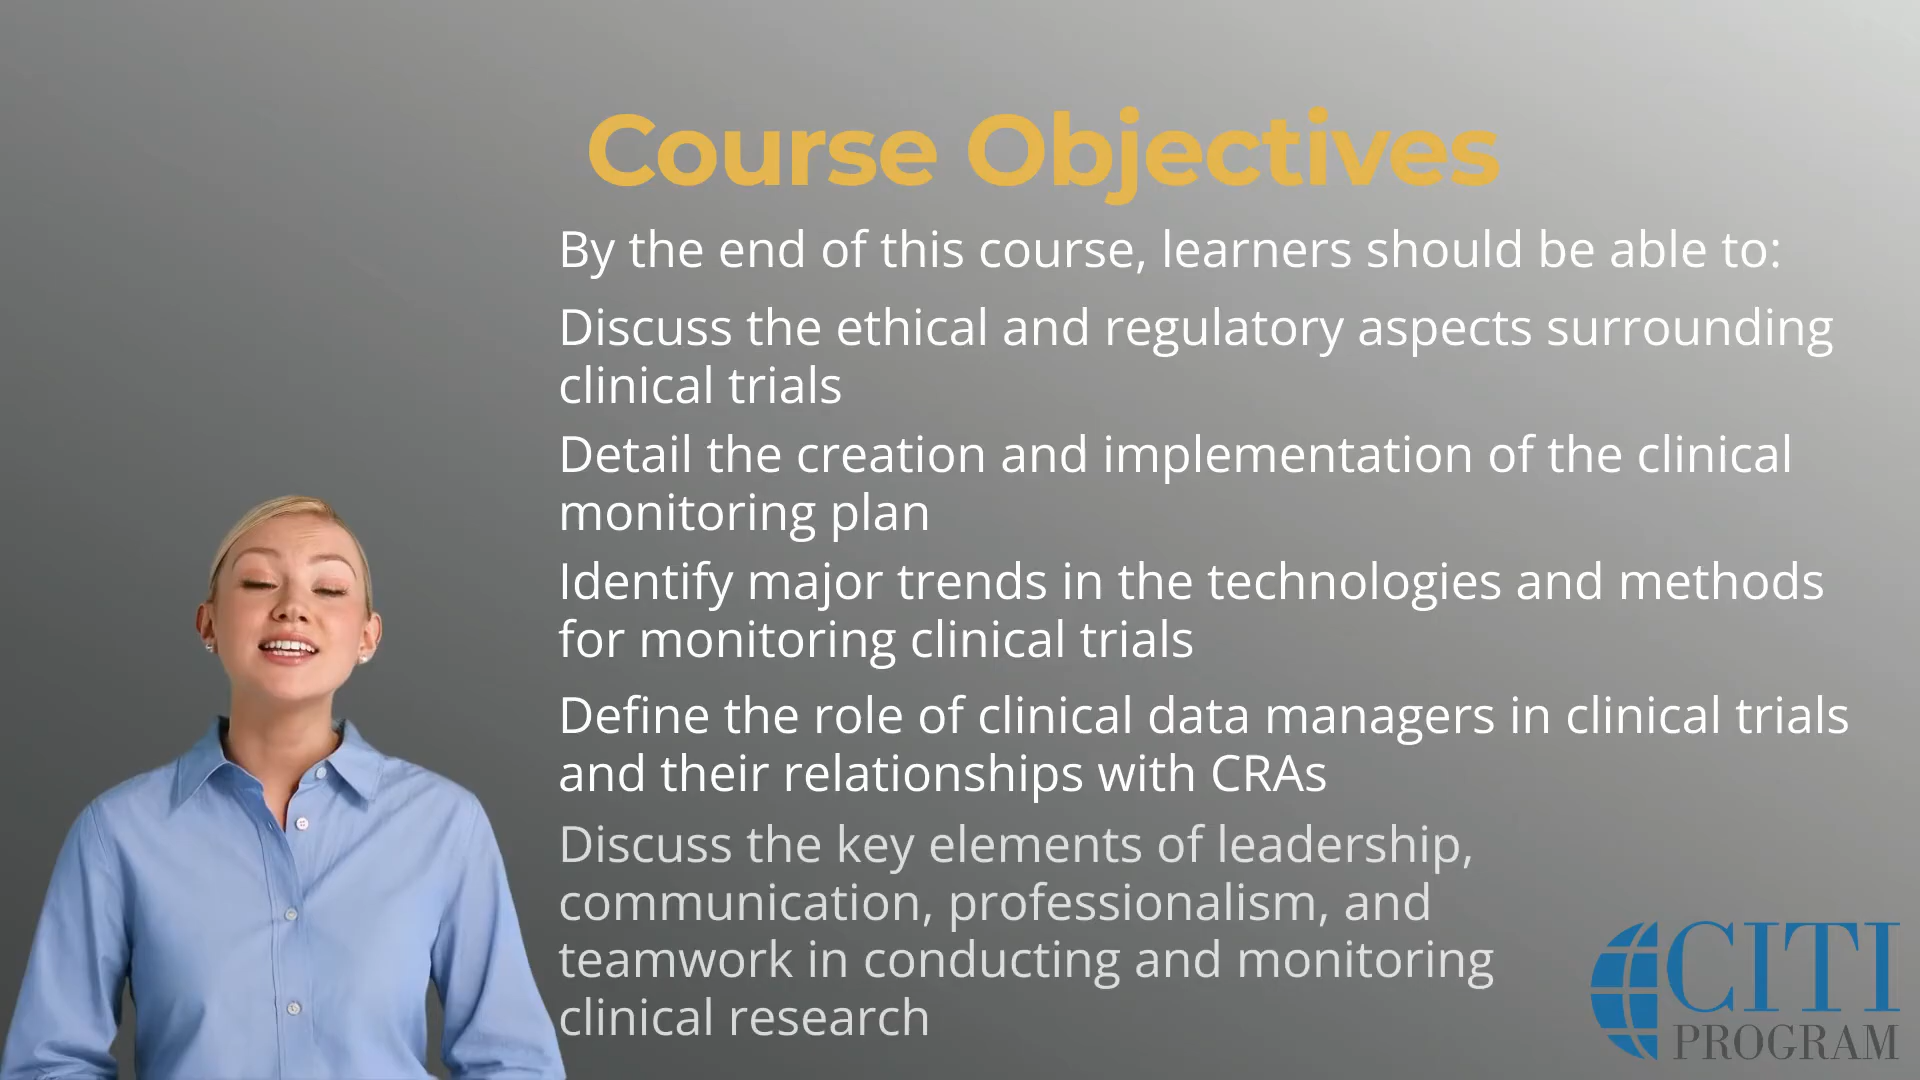 Course Objectives
By the end of this course, learners should be able to:
Discuss the ethical and regulatory aspects surrounding
clinical trials
Detail the creation and implementation of the clinical
monitoring plan
Identify major trends in the technologies and methods
for monitoring clinical trials
Define the role of clinical data managers in clinical trials
and their relationships with CRAs
Discuss the key elements of leadership,
communication, professionalism, and
teamwork in conducting and monitoring
clinical research
CITI
PROGRAM